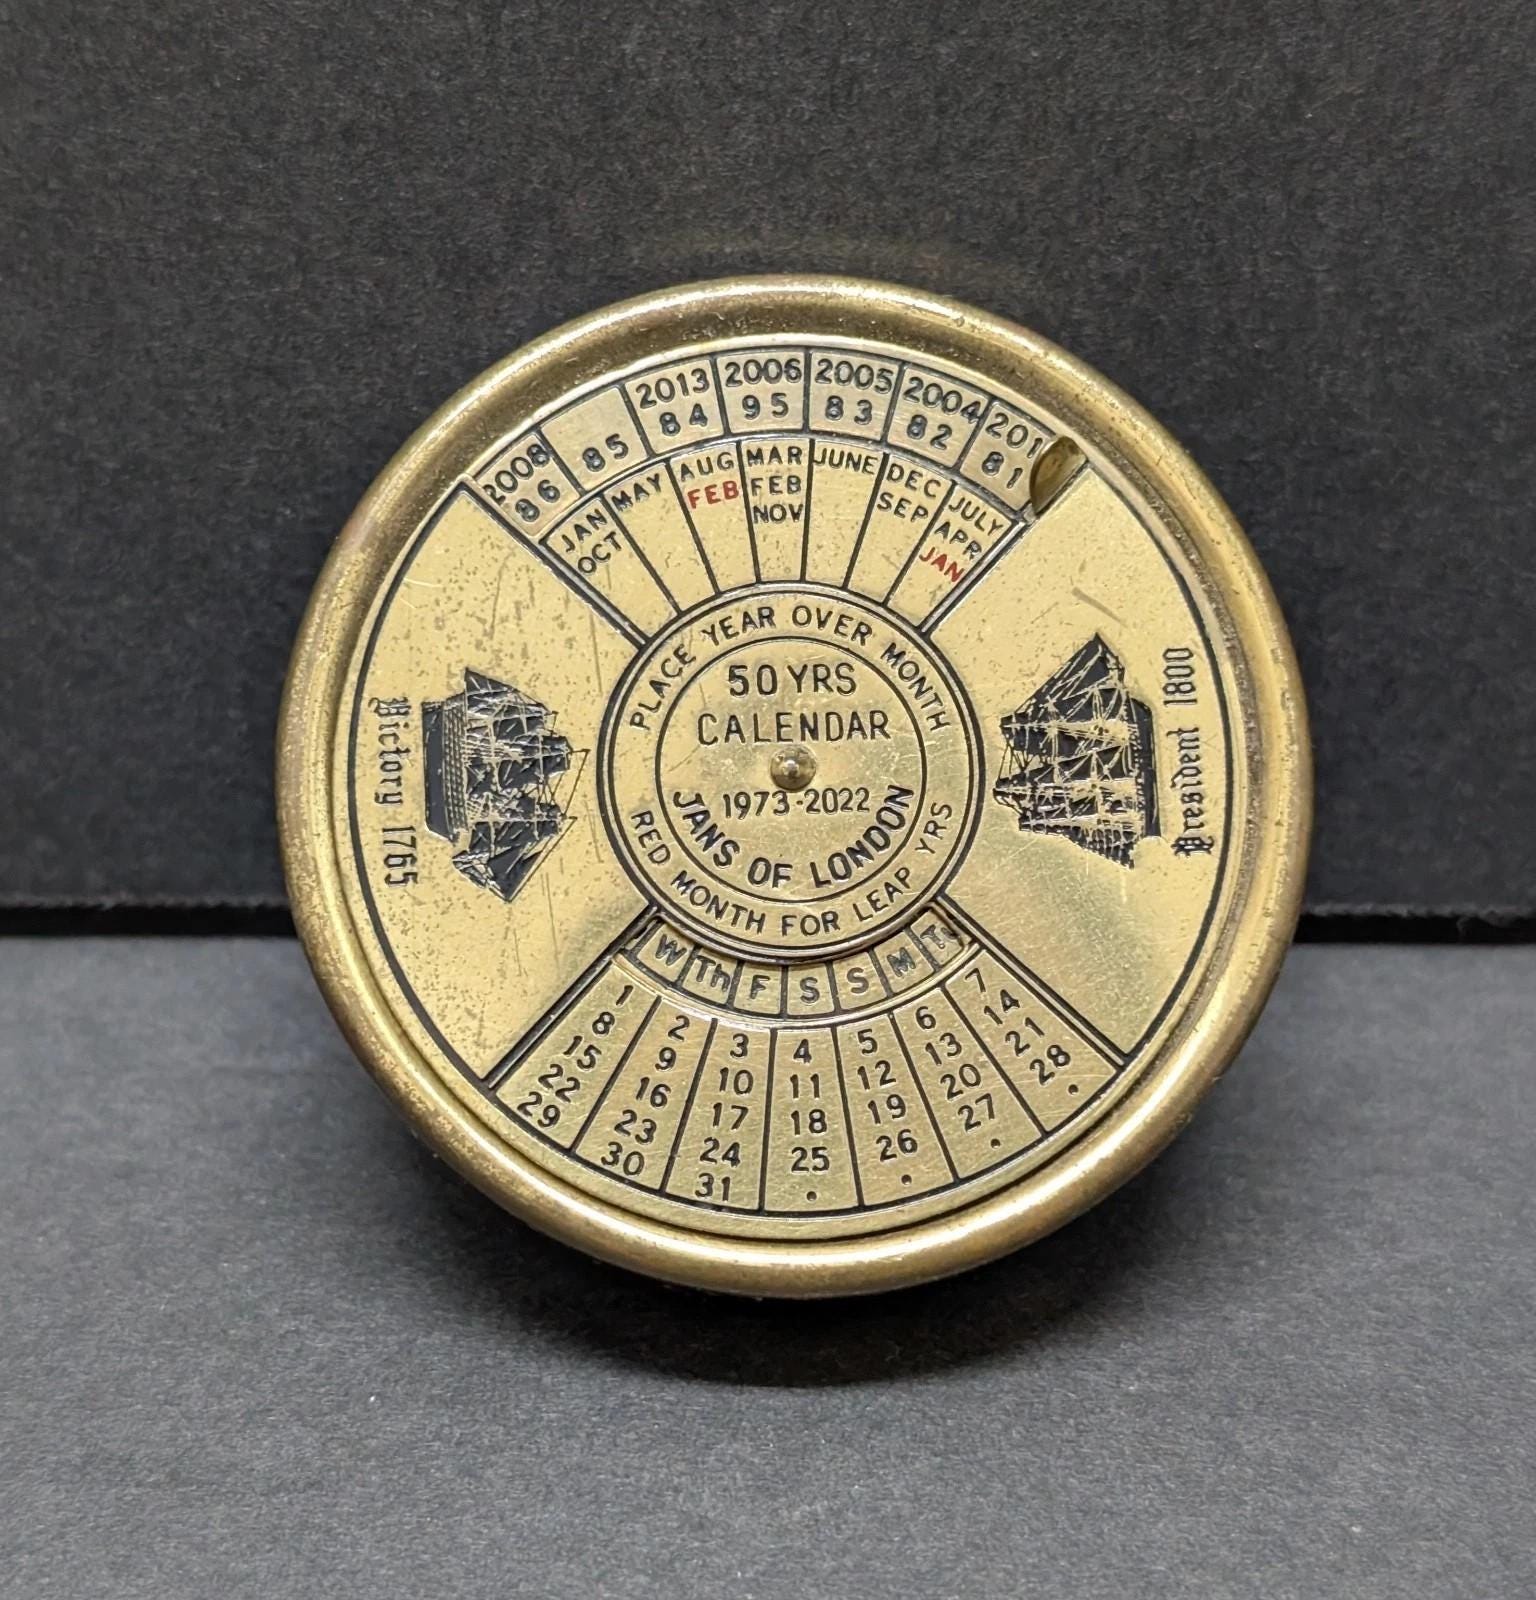 2008 2013 2006 2005 2004
86 85 84 95 83 82 81
JAN MAY AUG MAR JUNE DEC JULY
OCT FEB FEB SEP APR
NOV JAN
PLACE YEAR OVER MONTH
50 YRS
CALENDAR
1973-2022
JANS OF LONDON
RED MONTH FOR LEAP YRS
Victory 1765
President 1800
W Th F S S M Tu
1 2 3 4 5 6 7
8 9 10 11 12 13 14
15 16 17 18 19 20 21
22 23 24 25 26 27 28
29 30 31 . . . .